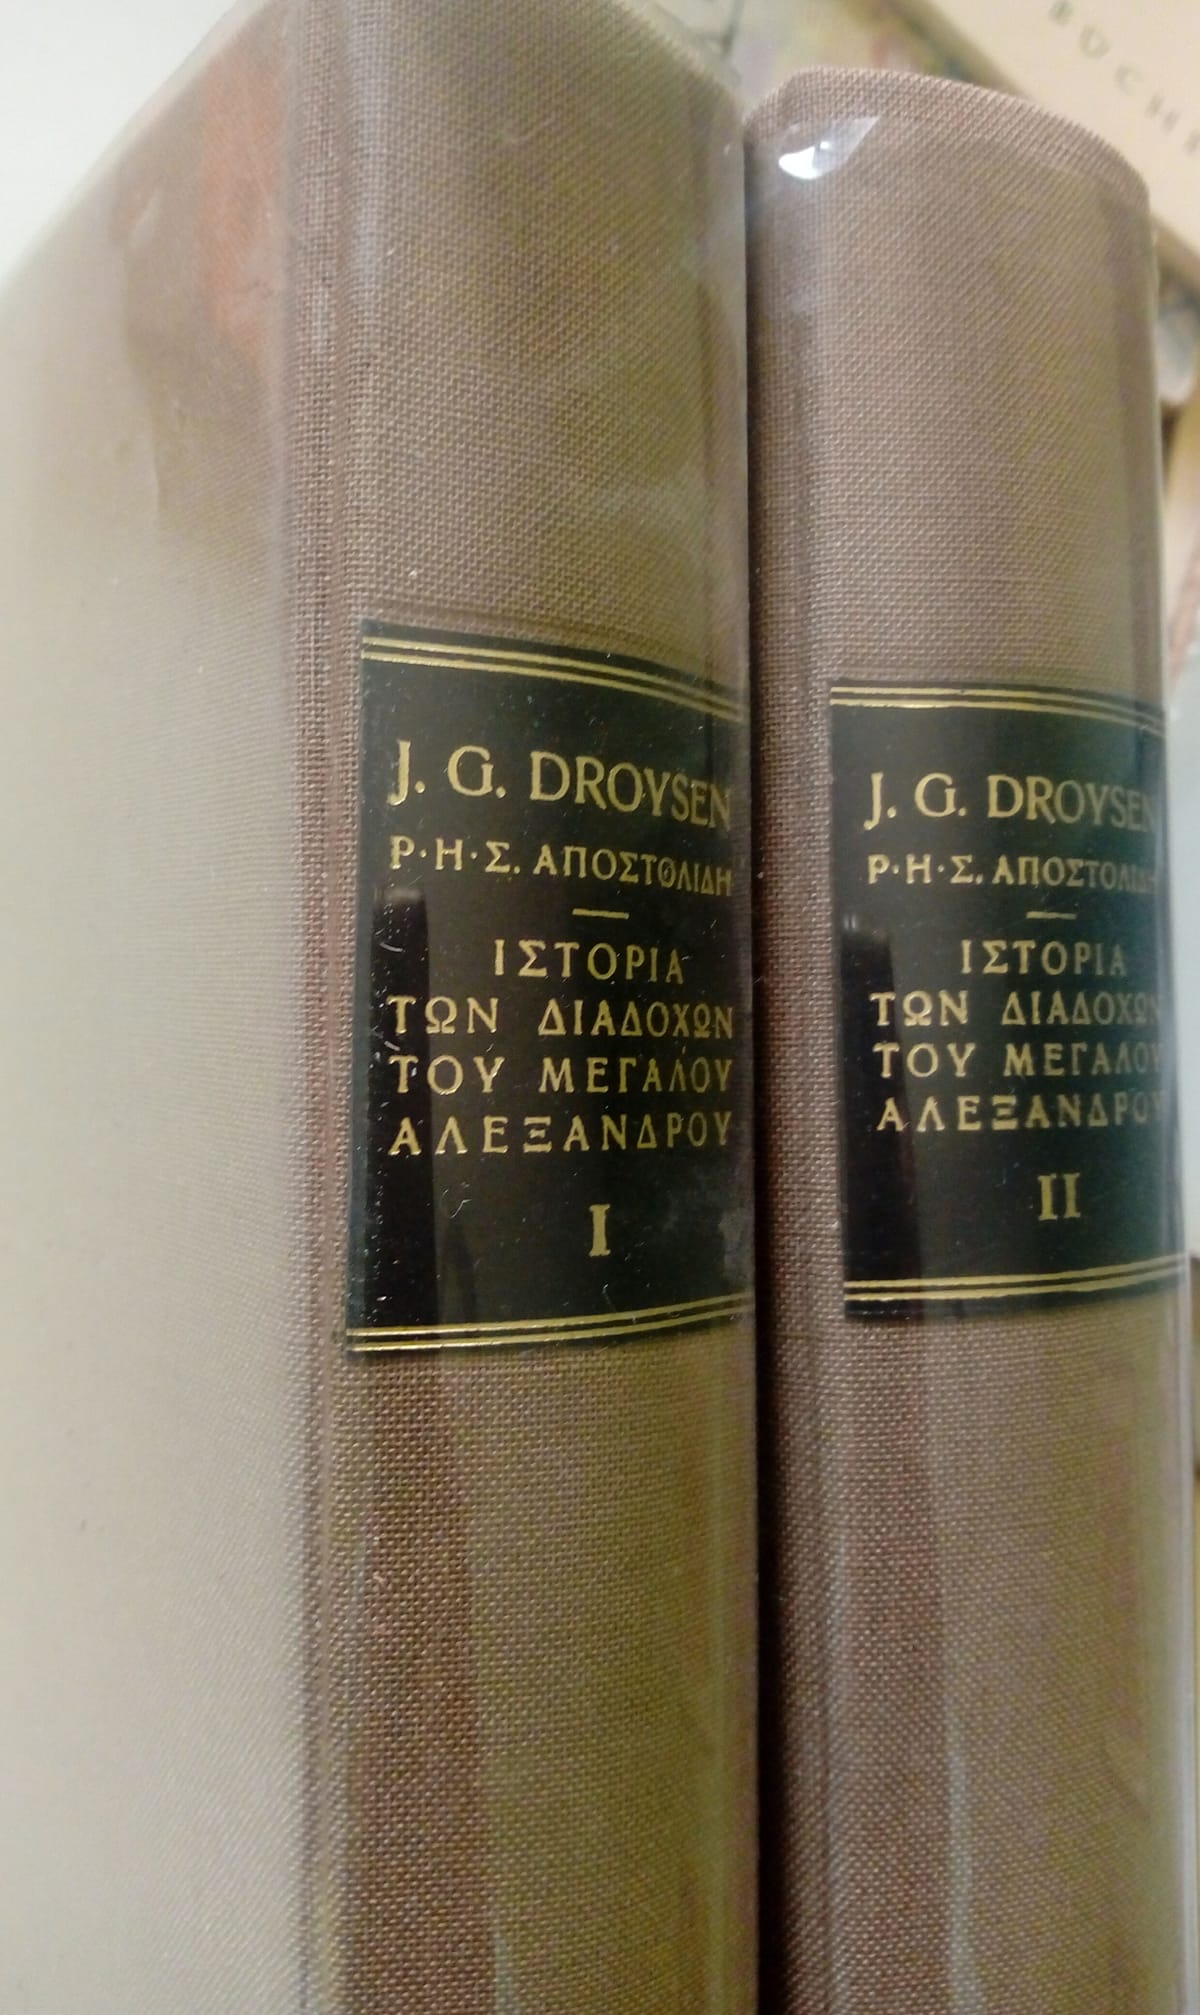 J. G. DROYSEN
Ρ·Η·Σ. ΑΠΟΣΤΟΛΙΔΗ
ΙΣΤΟΡΙΑ
ΤΩΝ ΔΙΑΔΟΧΩΝ
ΤΟΥ ΜΕΓΑΛΟΥ
ΑΛΕΞΑΝΔΡΟΥ
I
J. G. DROYSEN
Ρ·Η·Σ. ΑΠΟΣΤΟΛΙΔΗ
ΙΣΤΟΡΙΑ
ΤΩΝ ΔΙΑΔΟΧΩΝ
ΤΟΥ ΜΕΓΑΛΟΥ
ΑΛΕΞΑΝΔΡΟΥ
II